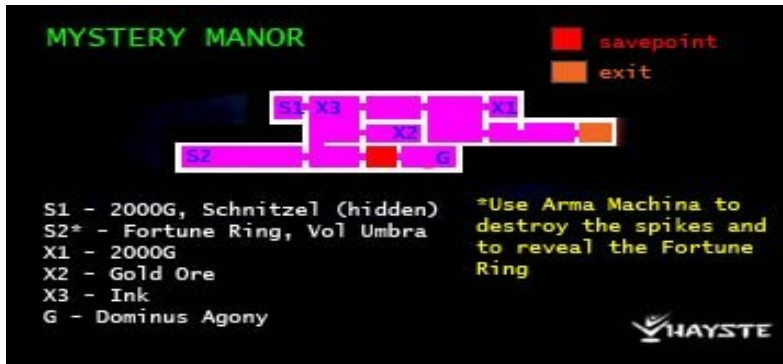 MYSTERY MANOR
savepoint
exit
S1 X3 X1
X2
S2 G
S1 - 2000G, Schnitzel (hidden)
S2* - Fortune Ring, Vol Umbra
X1 - 2000G
X2 - Gold Ore
X3 - Ink
G - Dominus Agony
*Use Arma Machina to
destroy the spikes and
to reveal the Fortune
Ring
HAYSTE